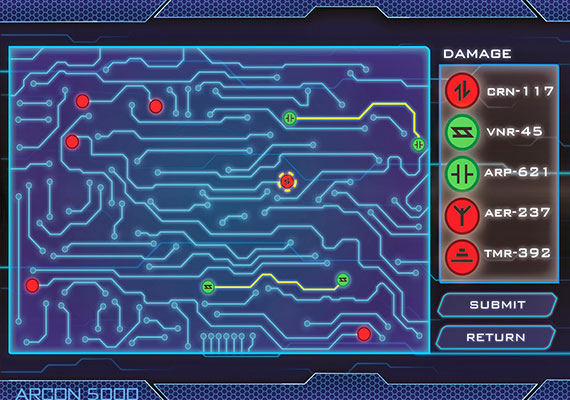 DAMAGE
CRN-117
VNR-45
ARP-621
AER-237
TMR-392
SUBMIT
RETURN
ARGON 5000